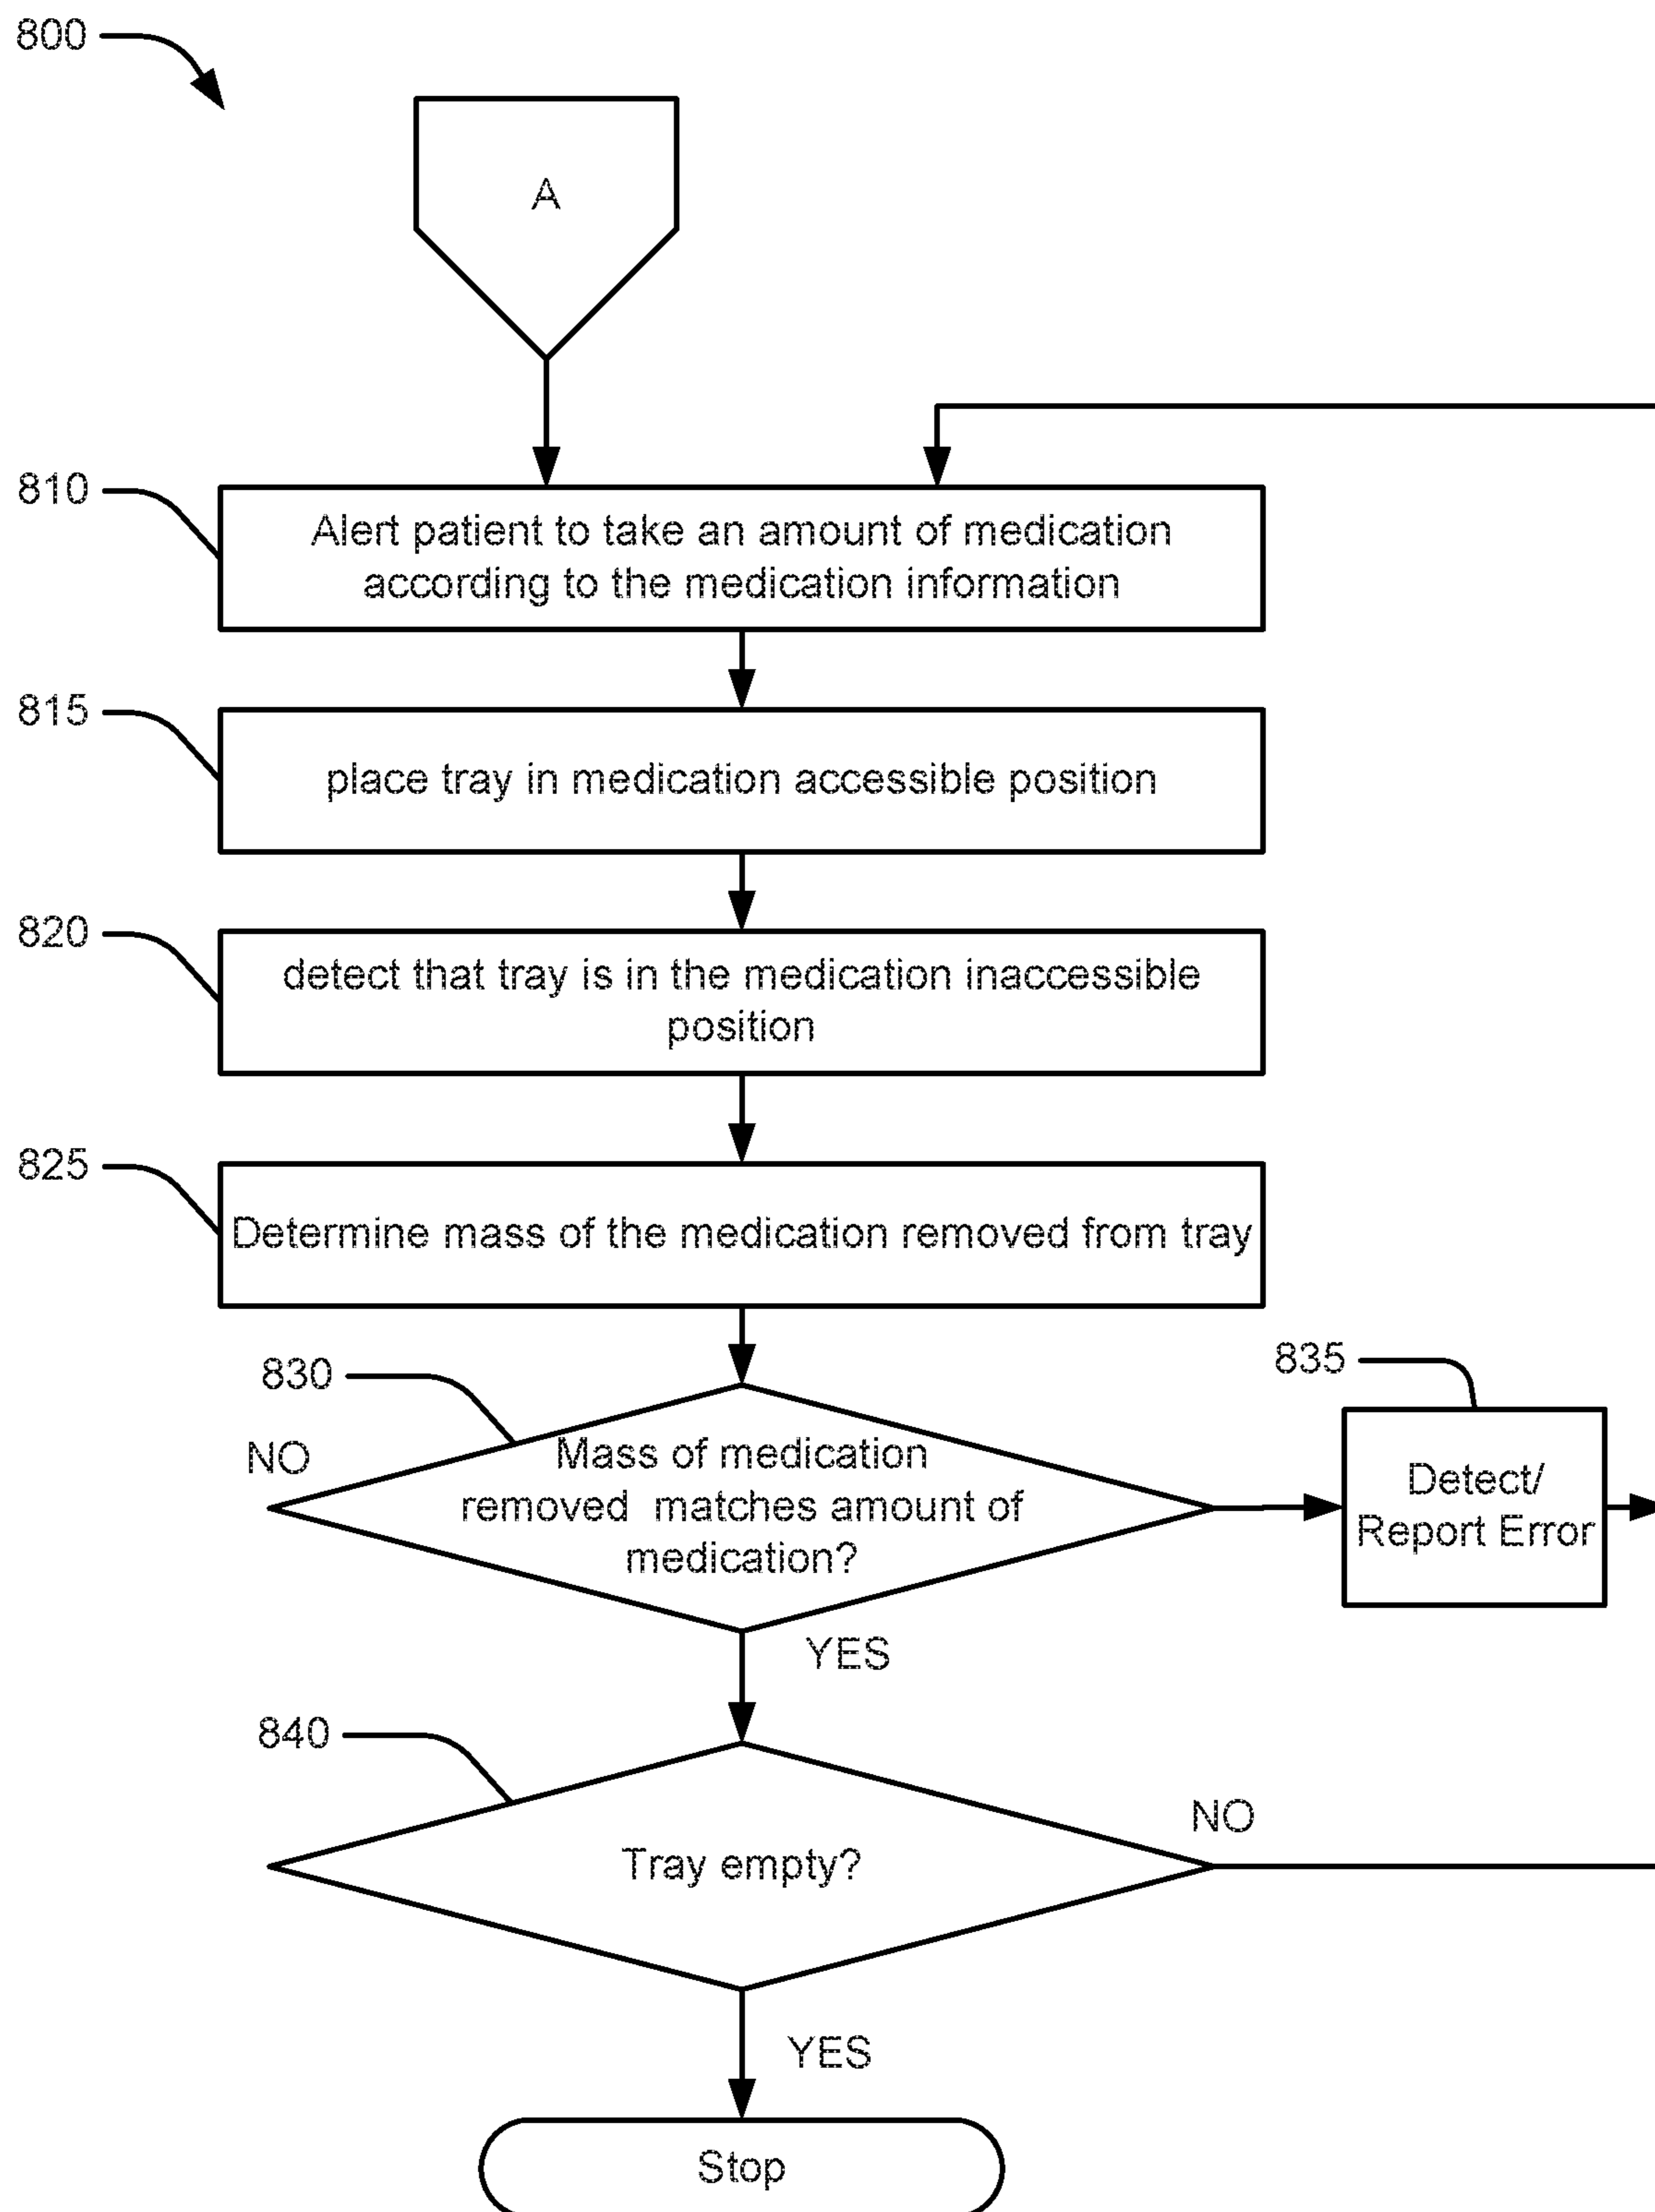 800
A
810
Alert patient to take an amount of medication
according to the medication information
815
place tray in medication accessible position
820
detect that tray is in the medication inaccessible
position
825
Determine mass of the medication removed from tray
830
835
NO
Mass of medication
removed matches amount of
medication?
Detect/
Report Error
YES
840
NO
Tray empty?
YES
Stop